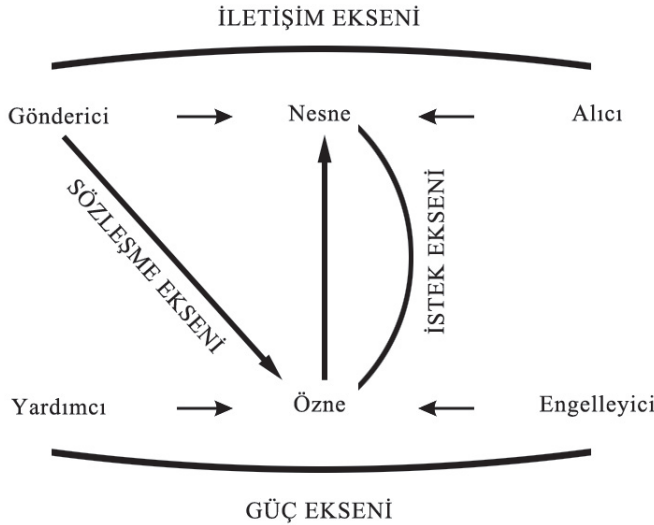 İLETİŞİM EKSENİ
Gönderici
Nesne
Alıcı
SÖZLEŞME EKSENİ
İSTEK EKSENİ
Yardımcı
Özne
Engelleyici
GÜÇ EKSENİ